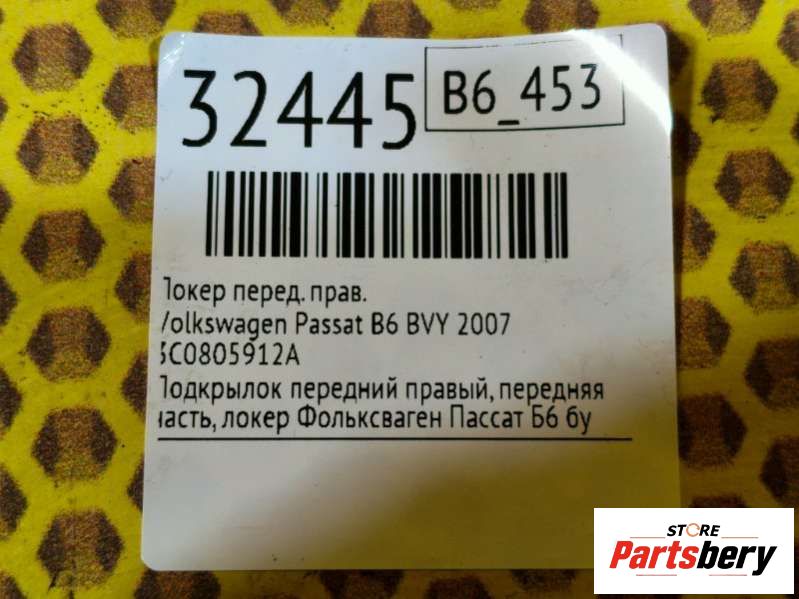 32445
B6_453
Локер перед. прав.
Volkswagen Passat B6 BVY 2007
3C0805912A
Подкрылок передний правый, передняя
часть, локер Фольксваген Пассат Б6 бу
STORE
Partsbery